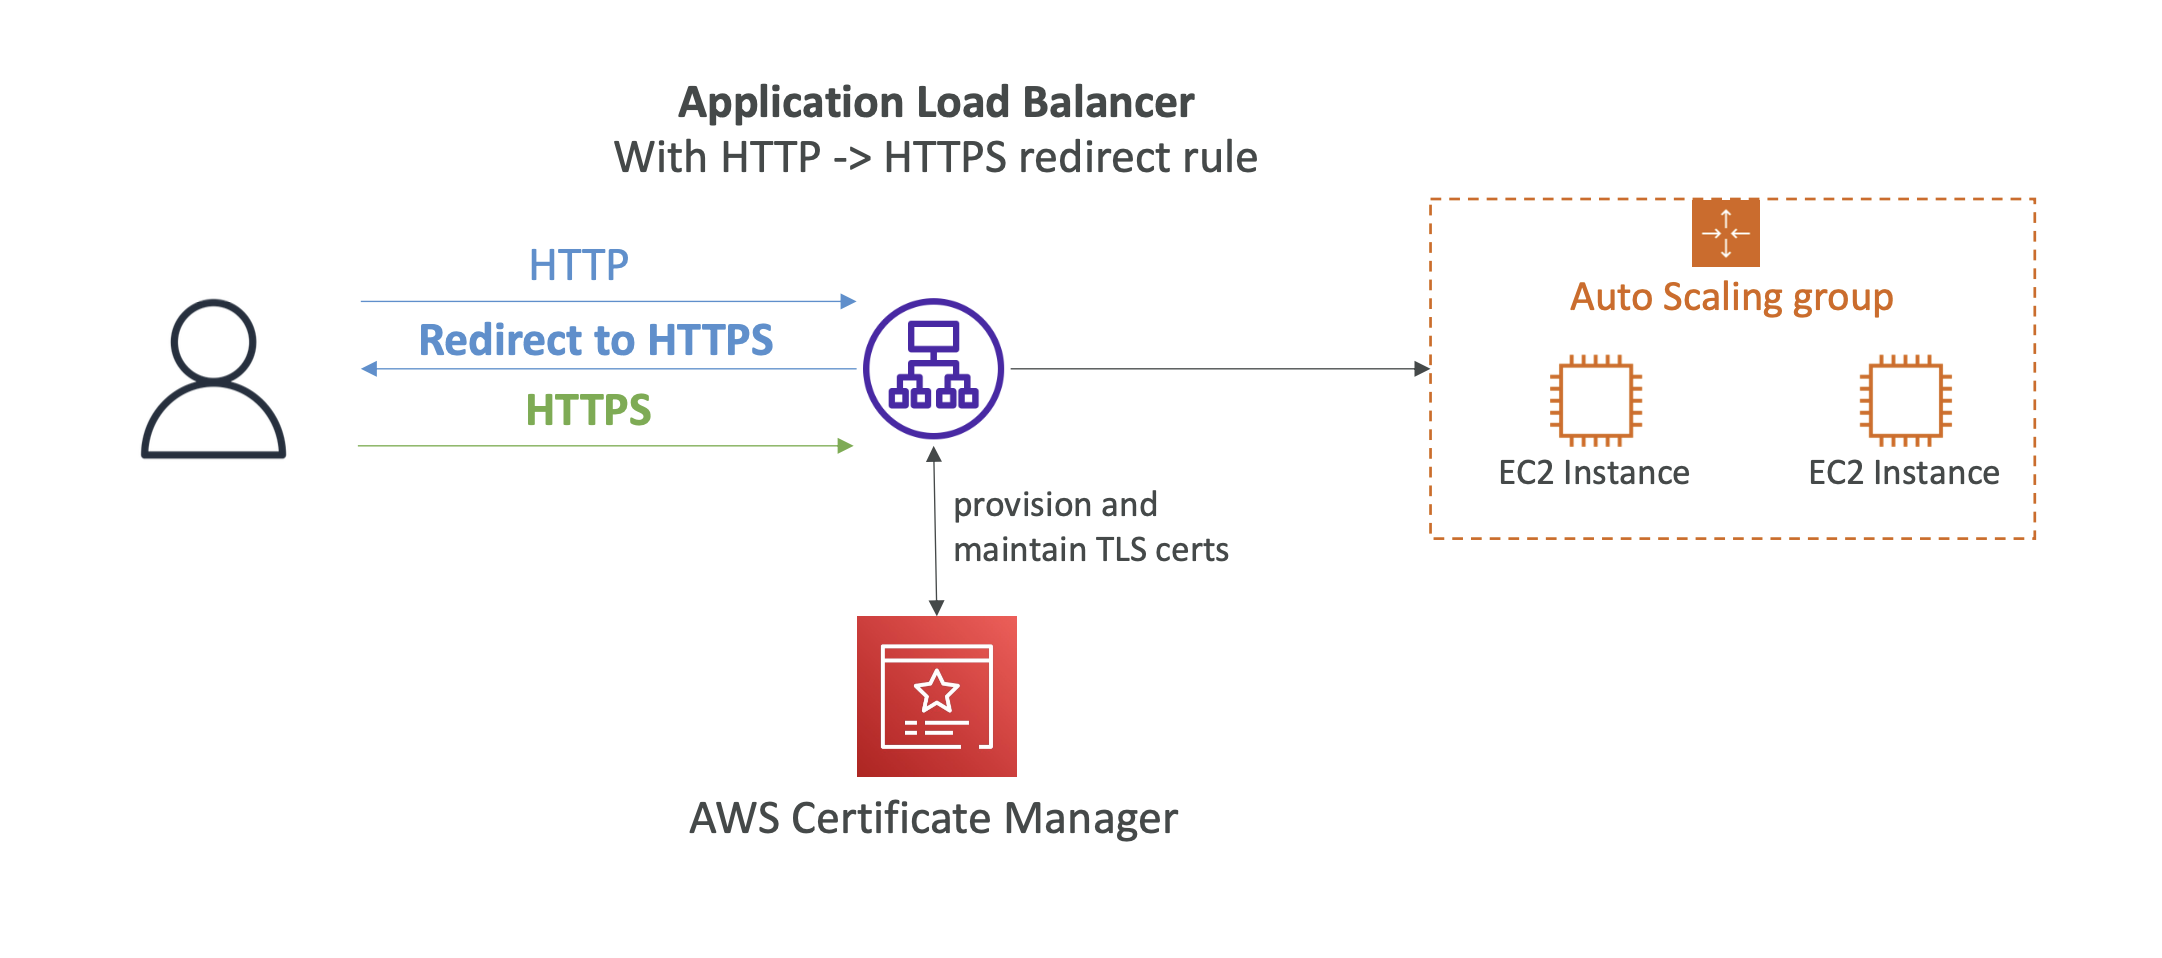 Application Load Balancer
With HTTP -> HTTPS redirect rule
HTTP
Redirect to HTTPS
HTTPS
Auto Scaling group
EC2 Instance
EC2 Instance
provision and
maintain TLS certs
AWS Certificate Manager